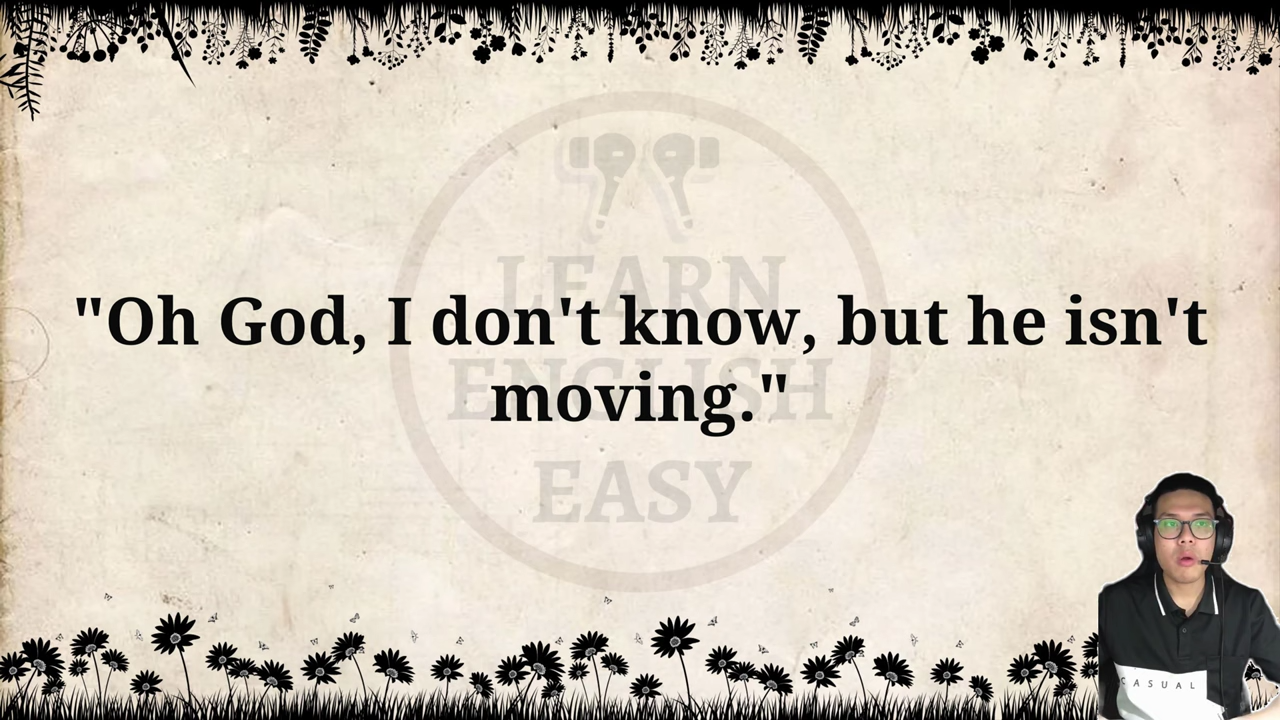 "Oh God, I don't know, but he isn't
moving."
LEARN
ENGLISH
EASY
CASUAL